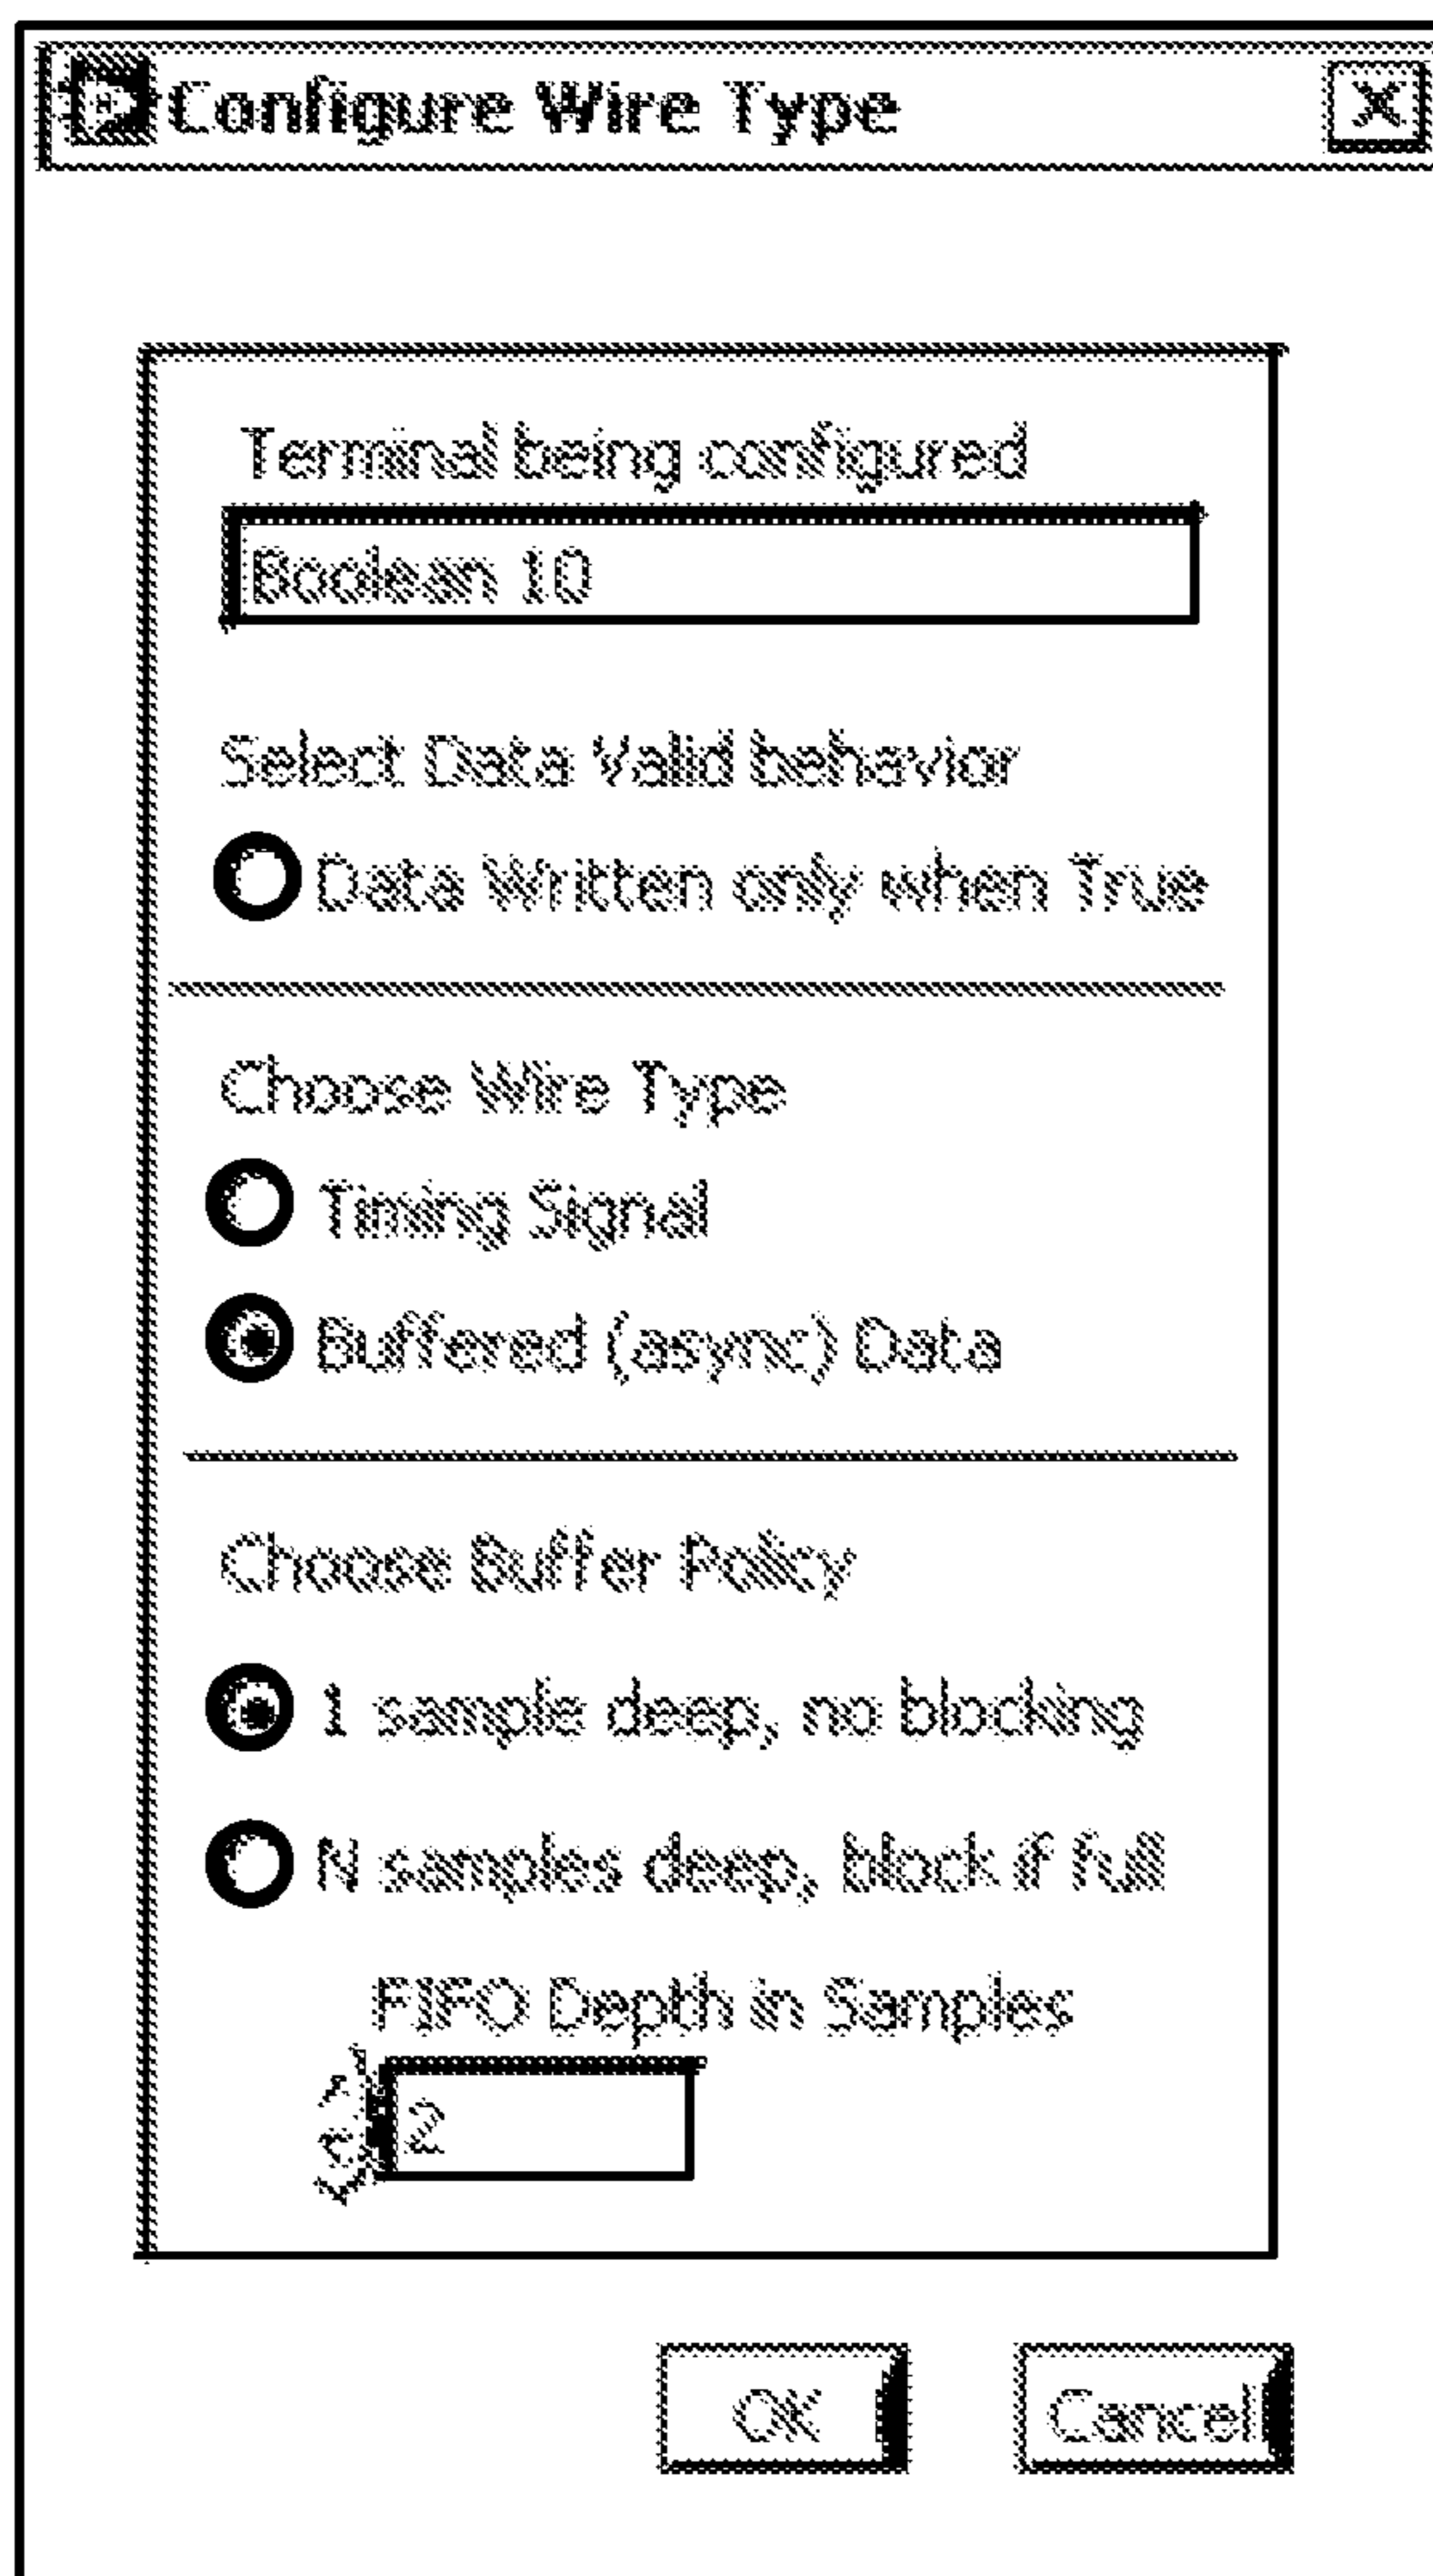 Configure Wire Type
X
Terminal being configured
Boolean 10
Select Data Valid behavior
Data Written only when True
Choose Wire Type
Timing Signal
Buffered (async) Data
Choose Buffer Policy
1 sample deep, no blocking
N samples deep, block if full
FIFO Depth in Samples
2
OK
Cancel